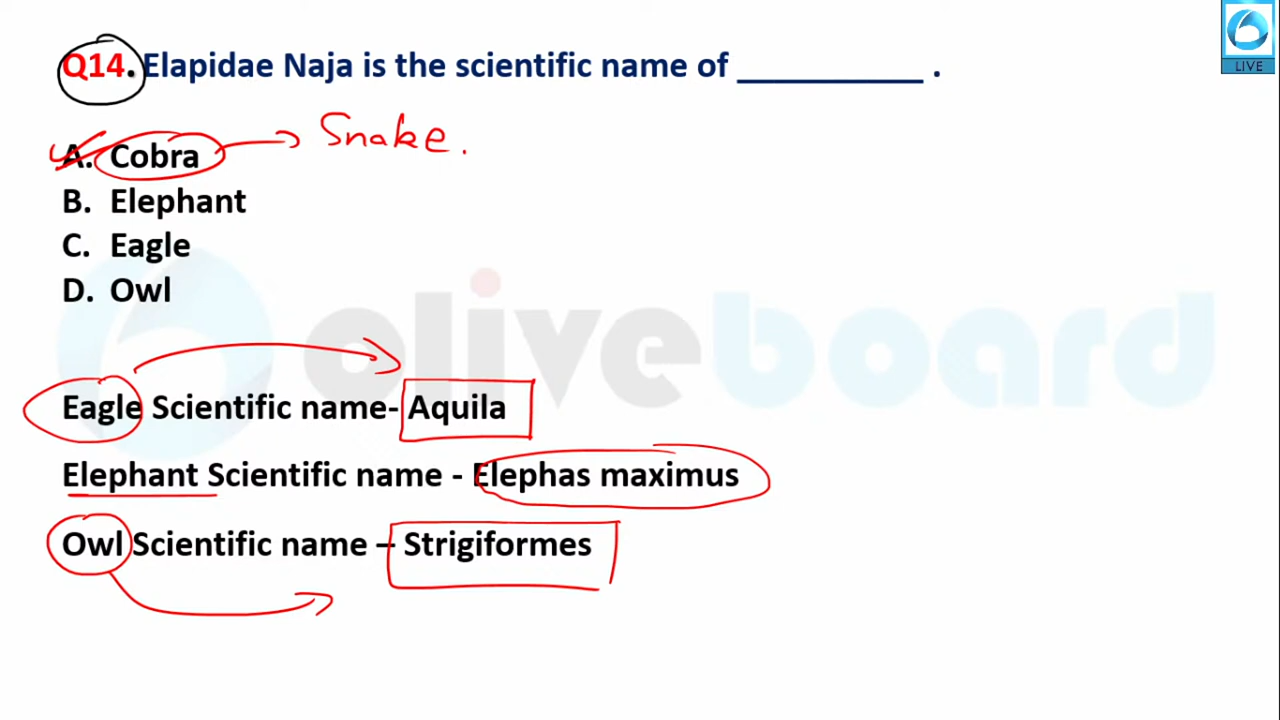 LIVE
Q14. Elapidae Naja is the scientific name of ___________ .
A. Cobra → Snake.
B. Elephant
C. Eagle
D. Owl
oliveboard
Eagle Scientific name- Aquila
Elephant Scientific name - Elephas maximus
Owl Scientific name – Strigiformes